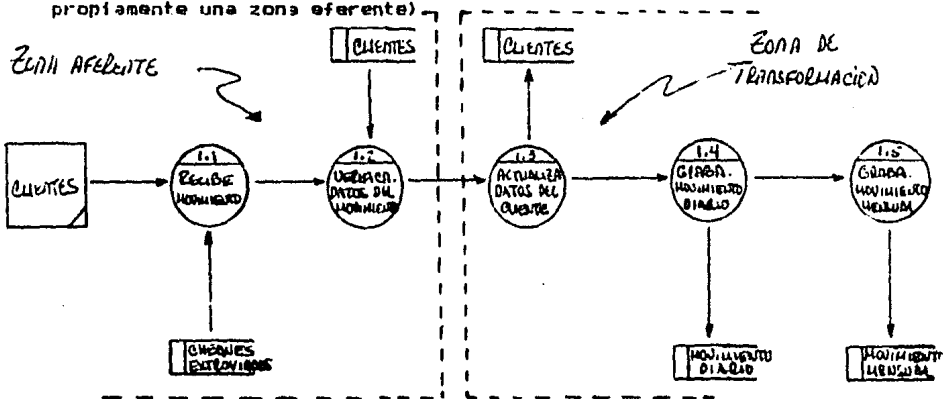 propiamente una zona eferente).
ZONA AFERENTE
CLIENTES
CLIENTES
ZONA DE
TRANSFORMACION
CLIENTES
1.1
RECIBE
MOVIMIENTO
1.2
VERIFICA.
DATOS DEL
MOVIMIENTO
1.3
ACTUALIZA
DATOS DEL
CLIENTE
1.4
GRABA.
MOVIMIENTO
DIARIO
1.5
GRABA.
MOVIMIENTO
MENSUAL
CHEQUES
EXTRAVIADOS
MOVIMIENTO
DIARIO
MOVIMIENTO
MENSUAL